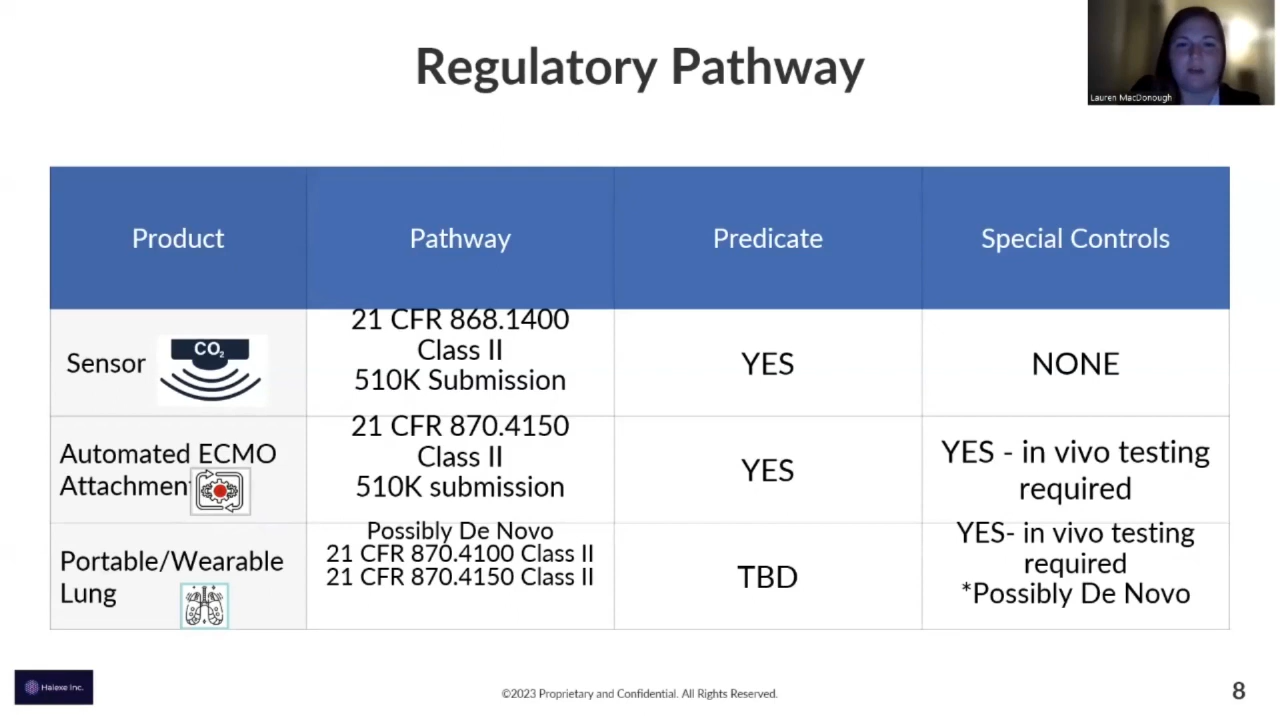 Regulatory Pathway
Lauren MacDonough
Product
Pathway
Predicate
Special Controls
Sensor
CO2
21 CFR 868.1400
Class II
510K Submission
YES
NONE
Automated ECMO
Attachment
21 CFR 870.4150
Class II
510K submission
YES
YES - in vivo testing
required
Portable/Wearable
Lung
Possibly De Novo
21 CFR 870.4100 Class II
21 CFR 870.4150 Class II
TBD
YES- in vivo testing
required
*Possibly De Novo
Halexe Inc.
©2023 Proprietary and Confidential. All Rights Reserved.
8